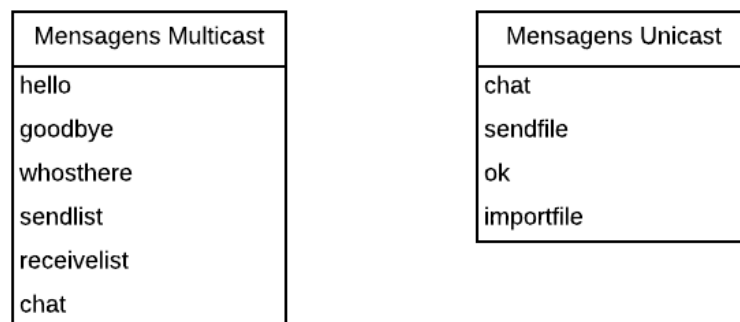 Mensagens Multicast
hello
goodbye
whosthere
sendlist
receivelist
chat
Mensagens Unicast
chat
sendfile
ok
importfile